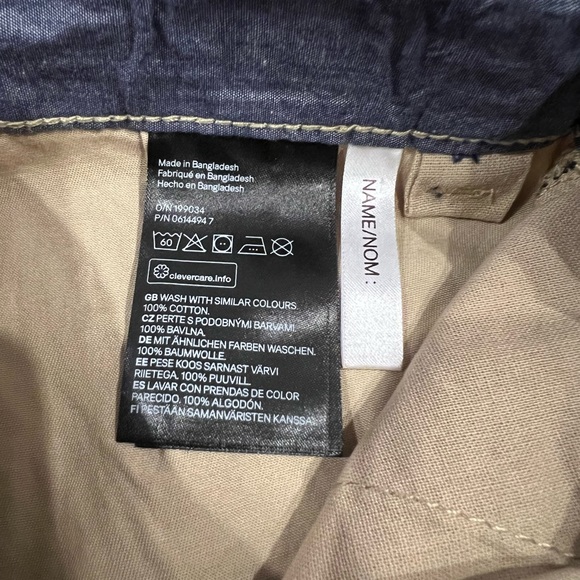 Made in Bangladesh
Fabriqué en Bangladesh
Hecho en Bangladesh
O/N 199034
P/N 0614494 7
60
clevercare.info
GB WASH WITH SIMILAR COLOURS.
100% COTTON.
CZ PERTE S PODOBNÝMI BARVAMI.
100% BAVLNA.
DE MIT ÄHNLICHEN FARBEN WASCHEN.
100% BAUMWOLLE.
EE PESE KOOS SARNAST VÄRVI
RIIETEGA. 100% PUUVILL.
ES LAVAR CON PRENDAS DE COLOR
PARECIDO. 100% ALGODÓN.
FI PESTÄÄN SAMANVÄRISTEN KANSSA.
NAME/NOM :